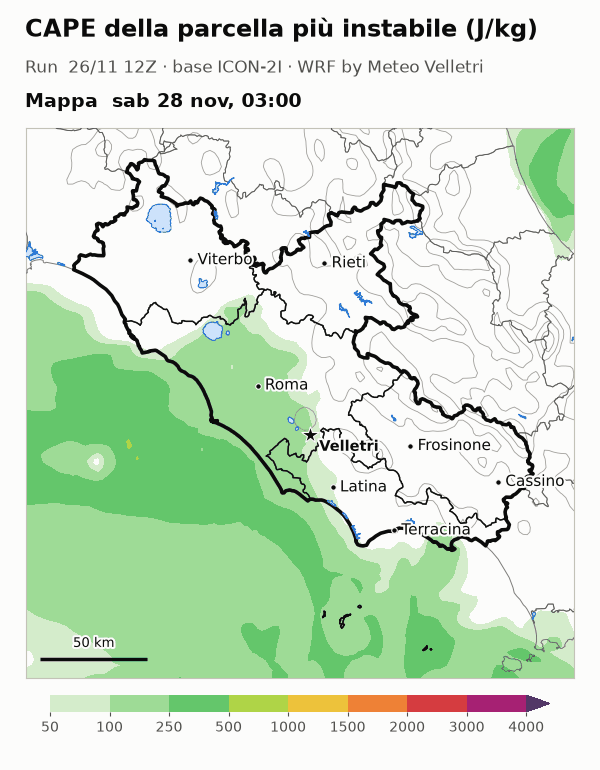 CAPE della parcella più instabile (J/kg)
Run  26/11 12Z · base ICON-2I · WRF by Meteo Velletri
Mappa  sab 28 nov, 03:00
Viterbo
Rieti
Roma
Velletri
Frosinone
Latina
Cassino
Terracina
50 km
50 100 250 500 1000 1500 2000 3000 4000